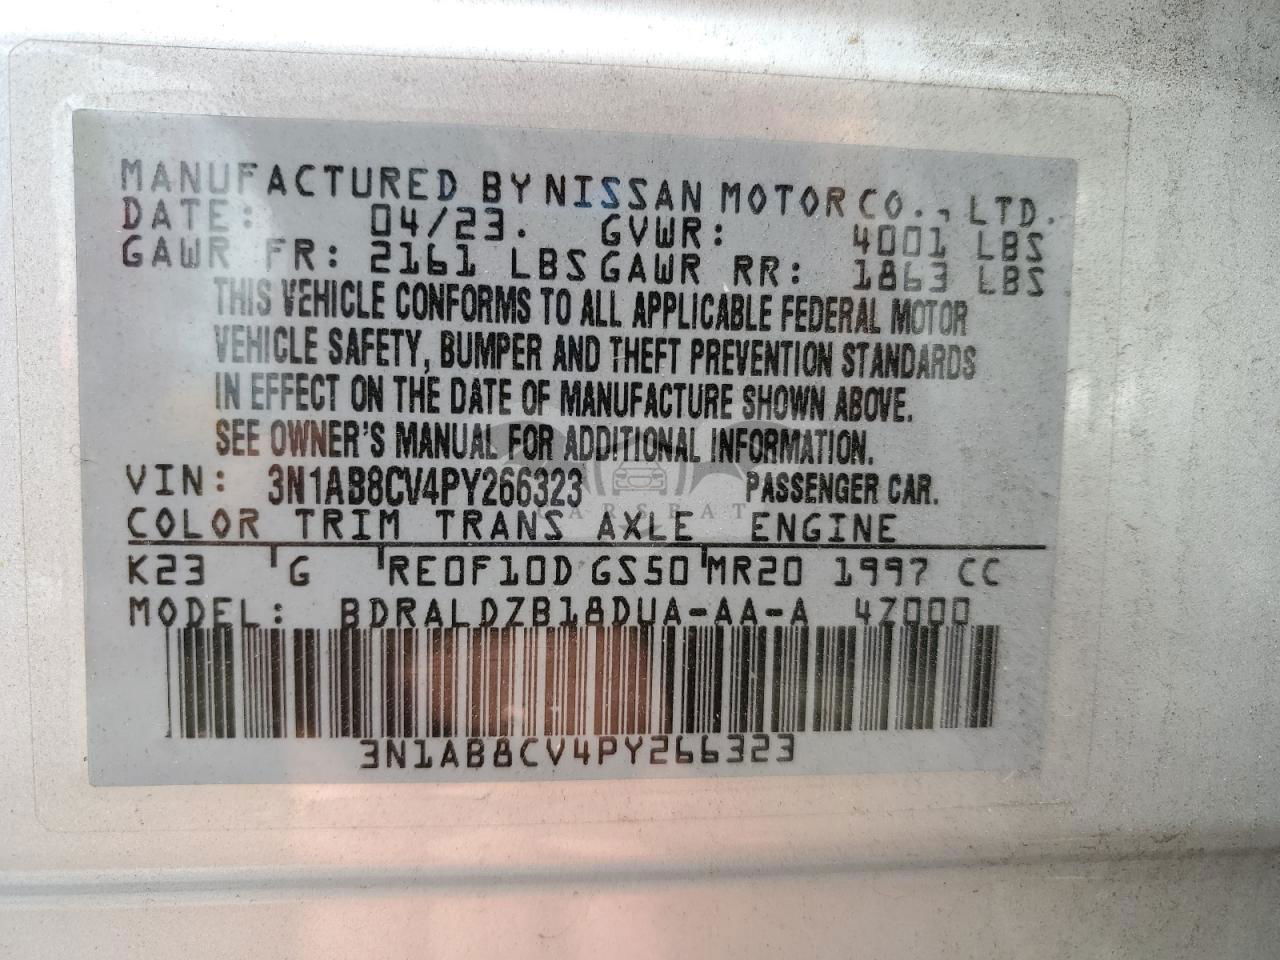 MANUFACTURED BY NISSAN MOTOR CO., LTD.
DATE: 04/23. GVWR: 4001 LBS
GAWR FR: 2161 LBS GAWR RR: 1863 LBS
THIS VEHICLE CONFORMS TO ALL APPLICABLE FEDERAL MOTOR
VEHICLE SAFETY, BUMPER AND THEFT PREVENTION STANDARDS
IN EFFECT ON THE DATE OF MANUFACTURE SHOWN ABOVE.
SEE OWNER'S MANUAL FOR ADDITIONAL INFORMATION.
VIN: 3N1AB8CV4PY266323 PASSENGER CAR.
CARSBAT
COLOR TRIM TRANS AXLE ENGINE
K23 G RE0F10D GS50 MR20 1997 CC
MODEL: BDRALDZB18DUA-AA-A 4Z000
3N1AB8CV4PY266323